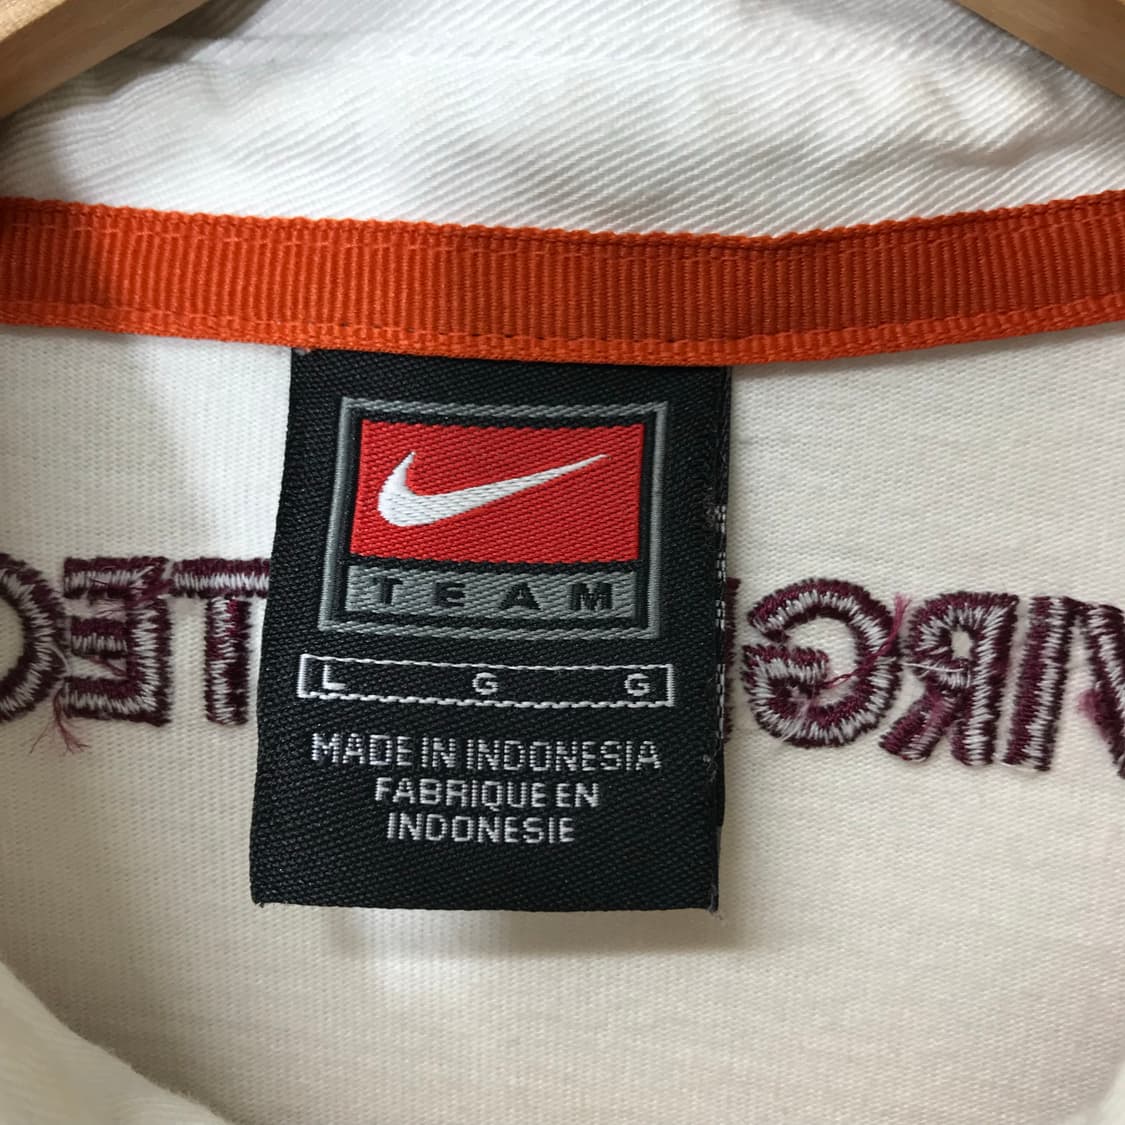 TEAM
L G G
MADE IN INDONESIA
FABRIQUE EN
INDONESIE